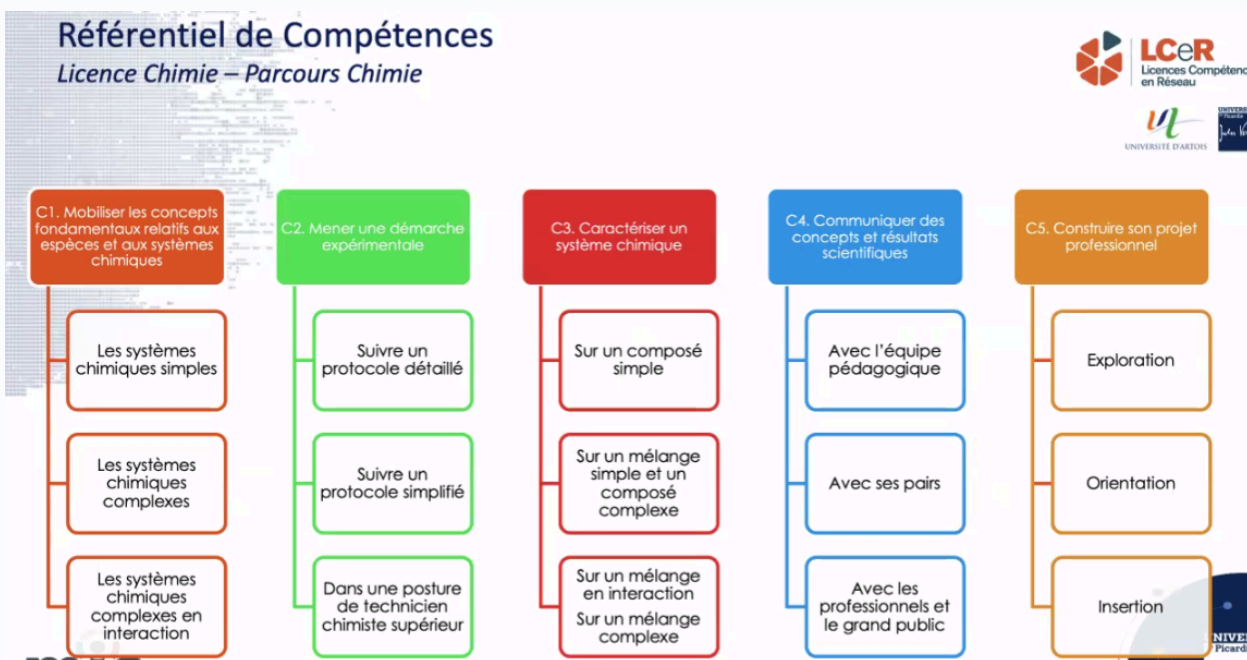 Référentiel de Compétences
Licence Chimie – Parcours Chimie
LCeR
Licences
en Réseau
UNIVERSITÉ D'ARTOIS
C1. Mobiliser les concepts
fondamentaux relatifs aux
espèces et aux systèmes
chimiques
Les systèmes
chimiques simples
Les systèmes
chimiques
complexes
Les systèmes
chimiques
complexes en
interaction
C2. Mener une démarche
expérimentale
Suivre un
protocole détaillé
Suivre un
protocole simplifié
Dans une posture
de technicien
chimiste supérieur
C3. Caractériser un
système chimique
Sur un composé
simple
Sur un mélange
simple et un
composé
complexe
Sur un mélange
en interaction
Sur un mélange
complexe
C4. Communiquer des
concepts et résultats
scientifiques
Avec l'équipe
pédagogique
Avec ses pairs
Avec les
professionnels et
le grand public
C5. Construire son projet
professionnel
Exploration
Orientation
Insertion